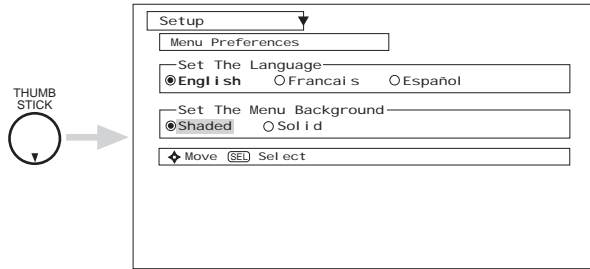 THUMB
STICK
Setup
Menu Preferences
Set The Language
English Francais Español
Set The Menu Background
Shaded Solid
Move SEL Select